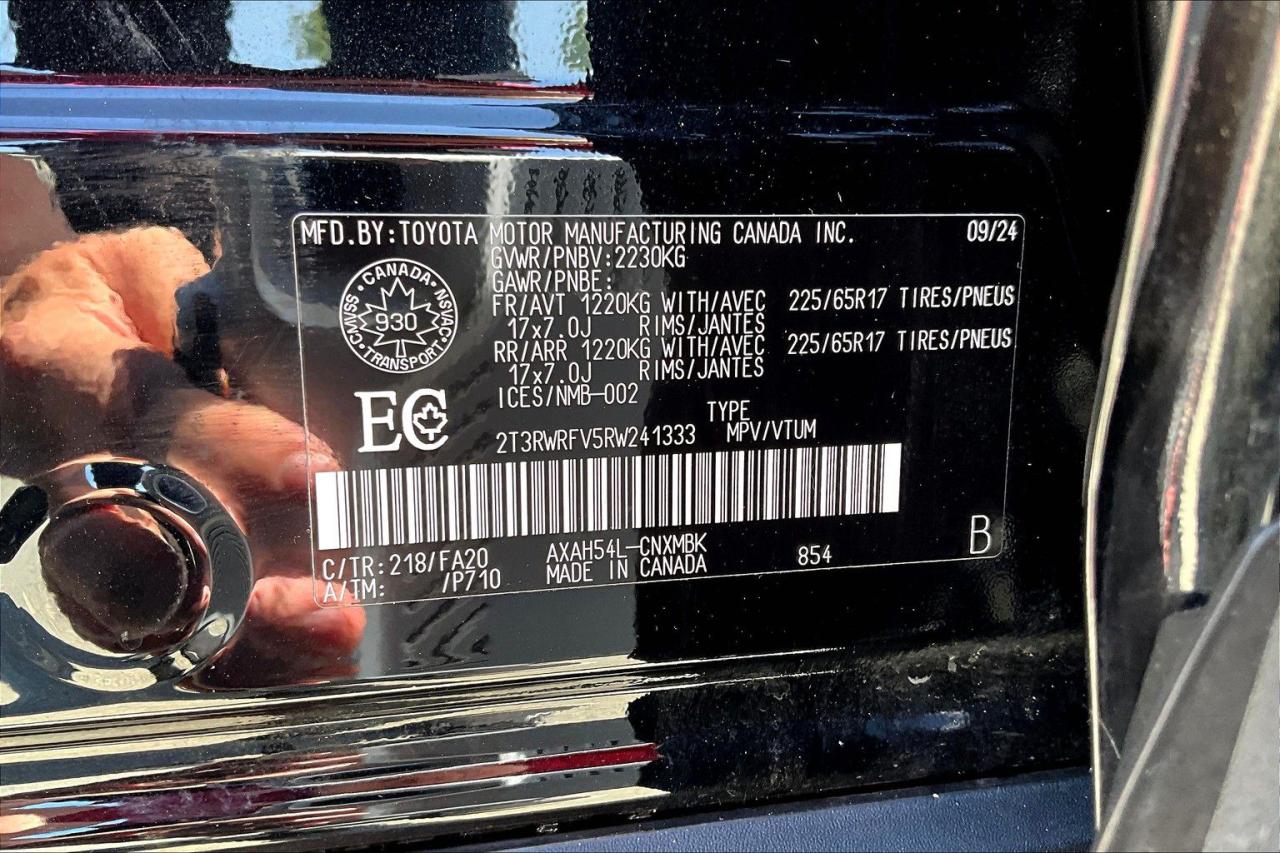 MFD.BY:TOYOTA MOTOR MANUFACTURING CANADA INC. 09/24
GVWR/PNBV:2230KG
GAWR/PNBE:
FR/AVT 1220KG WITH/AVEC 225/65R17 TIRES/PNEUS
17x7.0J RIMS/JANTES
RR/ARR 1220KG WITH/AVEC 225/65R17 TIRES/PNEUS
17x7.0J RIMS/JANTES
ICES/NMB-002
CANADA
CMVSS 930 NSVAC
TRANSPORT
EC
TYPE
2T3RWRFV5RW241333 MPV/VTUM
C/TR:218/FA20 AXAH54L-CNXMBK 854 B
A/TM: /P710 MADE IN CANADA